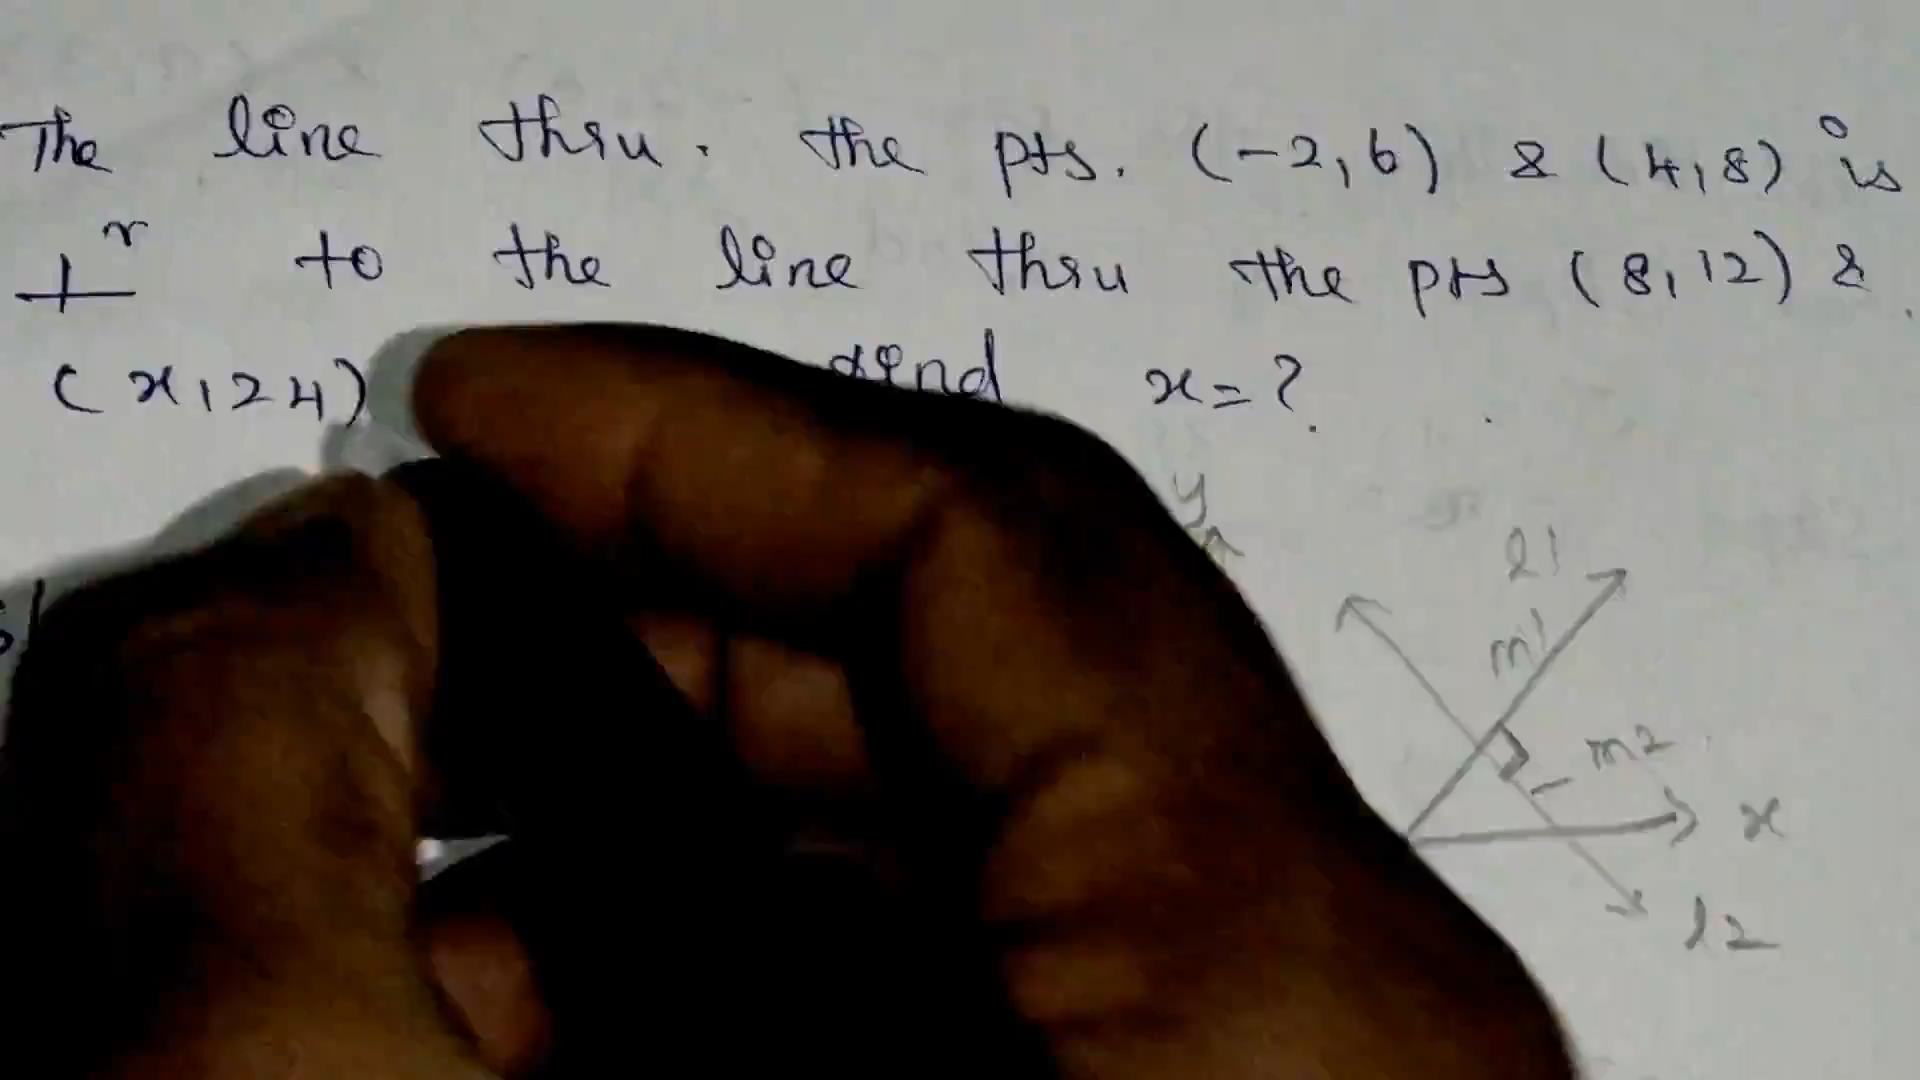 The line thru. the pts. (-2,6) & (4,8) is
⊥r to the line thru the pts (8,12) &.
(x,24) find x=?
y
l1
m1
m2
x
l2